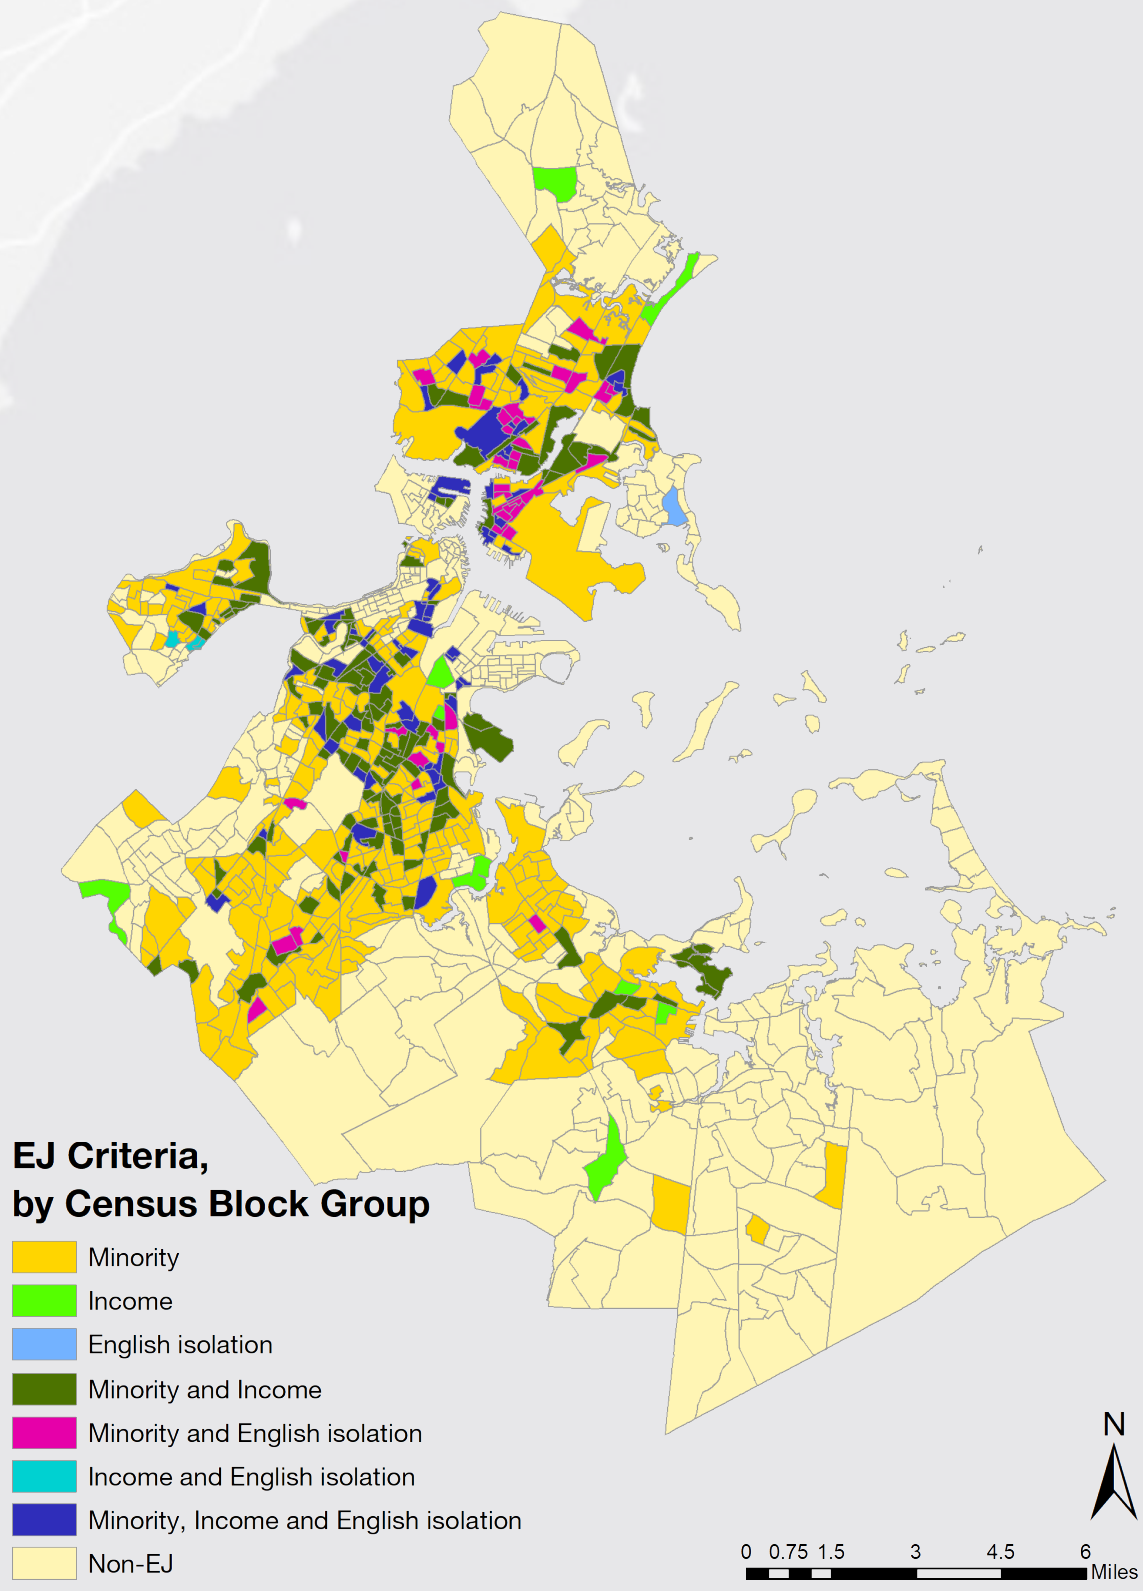 EJ Criteria,
by Census Block Group
Minority
Income
English isolation
Minority and Income
Minority and English isolation
Income and English isolation
Minority, Income and English isolation
Non-EJ
N
0 0.75 1.5 3 4.5 6
Miles